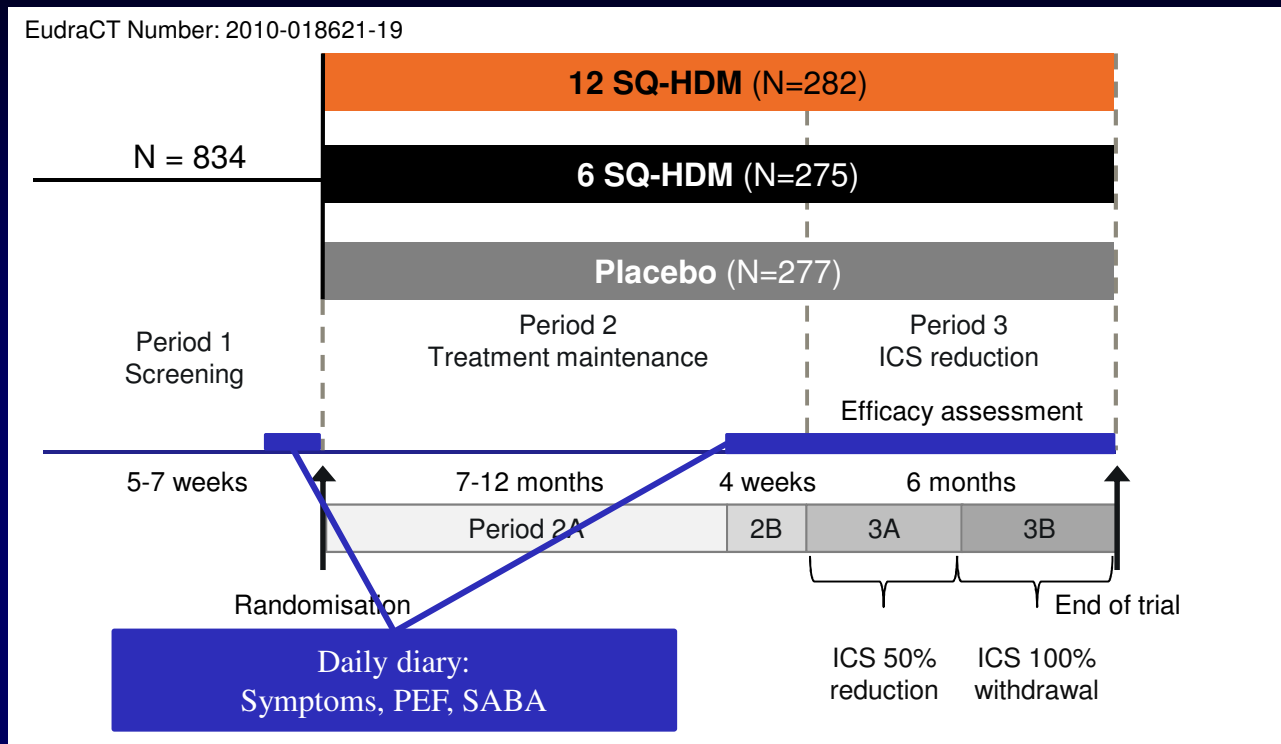 EudraCT Number: 2010-018621-19
12 SQ-HDM (N=282)
N = 834
6 SQ-HDM (N=275)
Placebo (N=277)
Period 1
Screening
Period 2
Treatment maintenance
Period 3
ICS reduction
Efficacy assessment
5-7 weeks
7-12 months
4 weeks
6 months
Period 2A
2B
3A
3B
Randomisation
End of trial
Daily diary:
Symptoms, PEF, SABA
ICS 50%
reduction
ICS 100%
withdrawal